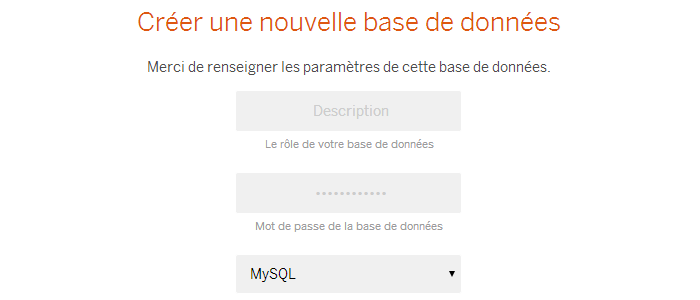 Créer une nouvelle base de données
Merci de renseigner les paramètres de cette base de données.
Description
Le rôle de votre base de données
••••••••••••
Mot de passe de la base de données
MySQL